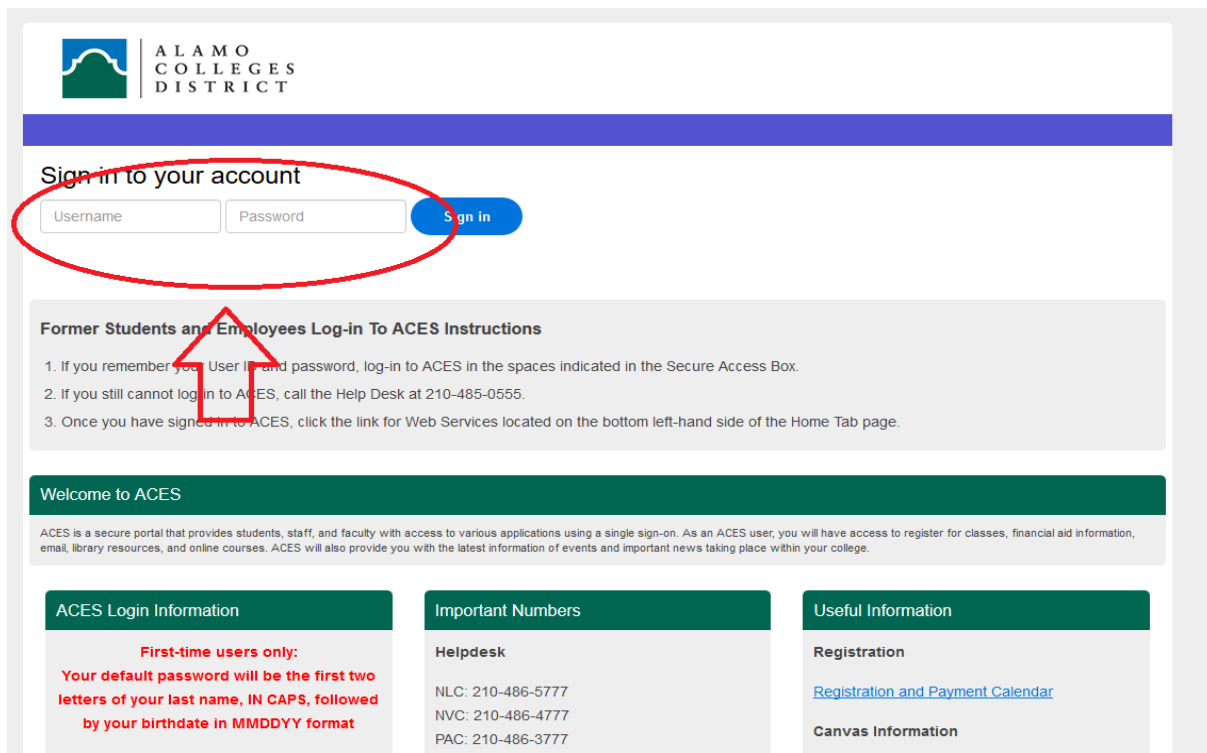 ALAMO
COLLEGES
DISTRICT
Sign in to your account
Username
Password
Sign in
Former Students and Employees Log-in To ACES Instructions
1. If you remember your User ID and password, log-in to ACES in the spaces indicated in the Secure Access Box.
2. If you still cannot log in to ACES, call the Help Desk at 210-485-0555.
3. Once you have signed in to ACES, click the link for Web Services located on the bottom left-hand side of the Home Tab page.
Welcome to ACES
ACES is a secure portal that provides students, staff, and faculty with access to various applications using a single sign-on. As an ACES user, you will have access to register for classes, financial aid information,
email, library resources, and online courses. ACES will also provide you with the latest information of events and important news taking place within your college.
ACES Login Information
First-time users only:
Your default password will be the first two
letters of your last name, IN CAPS, followed
by your birthdate in MMDDYY format
Important Numbers
Helpdesk
NLC: 210-486-5777
NVC: 210-486-4777
PAC: 210-486-3777
Useful Information
Registration
Registration and Payment Calendar
Canvas Information